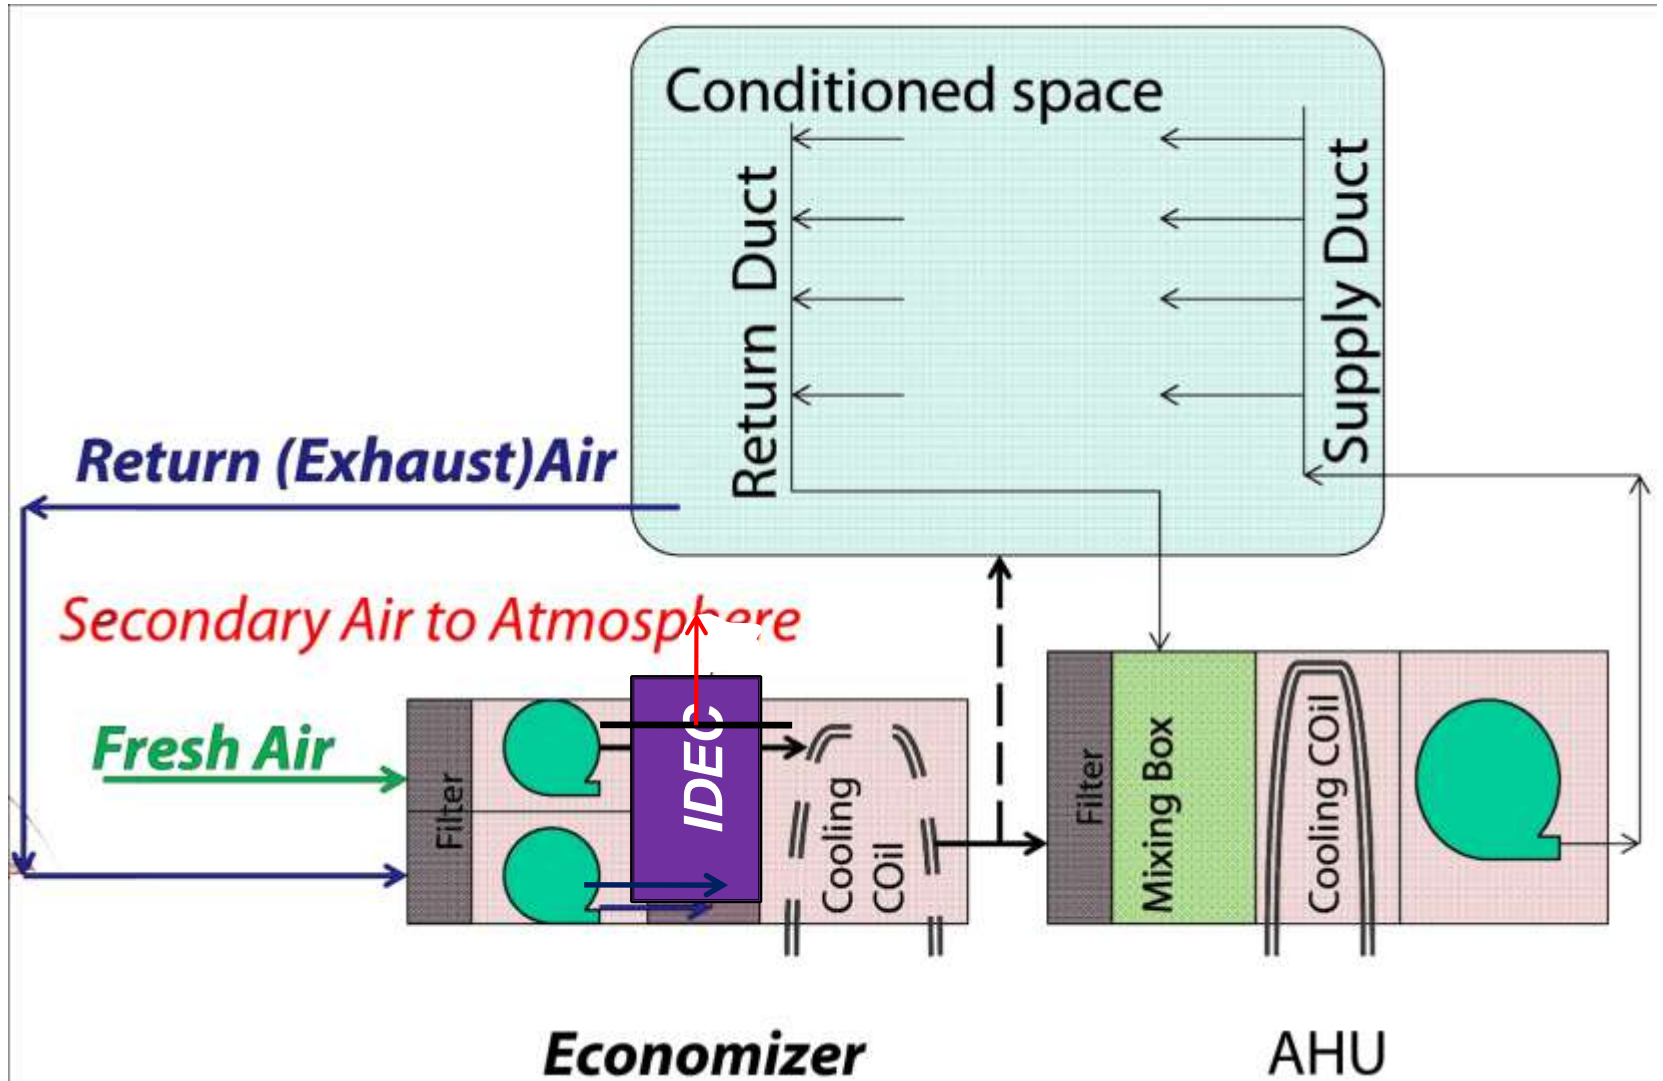 Conditioned space
Return Duct
Supply Duct
Return (Exhaust)Air
Secondary Air to Atmosphere
Fresh Air
Filter
IDEC
Cooling
COil
Filter
Mixing Box
Cooling COil
Economizer
AHU